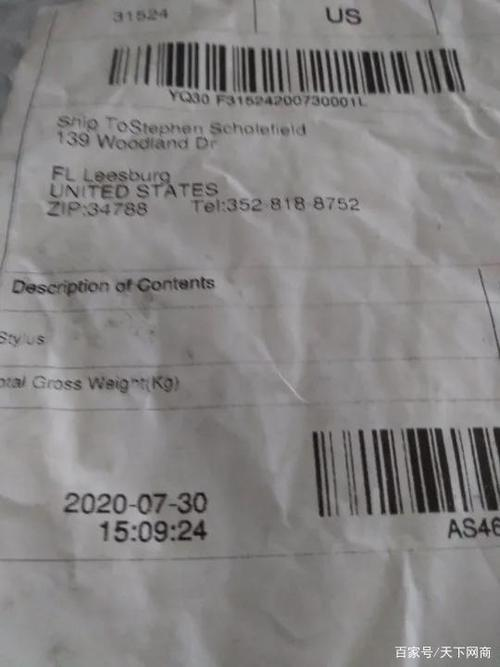 31524 US
YQ30 F31524200730001L
Ship ToStephen Scholefield
139 Woodland Dr
FL Leesburg
UNITED STATES
ZIP:34788 Tel:352-818-8752
Description of Contents
Stylus
otal Gross Weight(Kg)
2020-07-30
15:09:24
AS46
百家号/天下网商